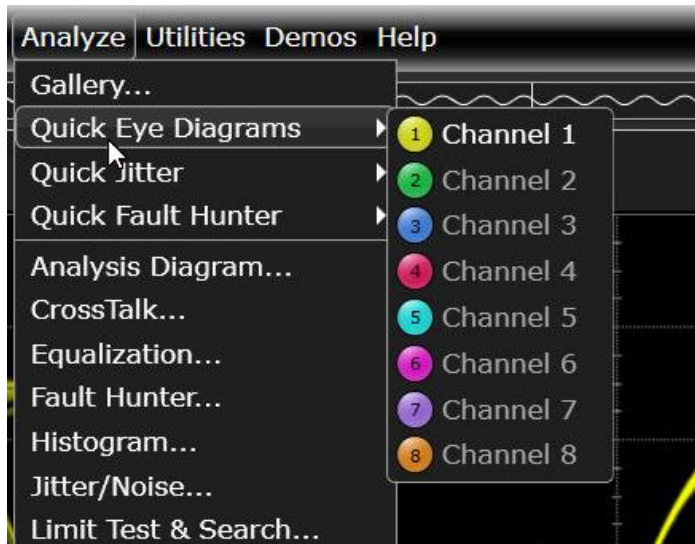 Analyze Utilities Demos Help
Gallery...
Quick Eye Diagrams
Quick Jitter
Quick Fault Hunter
Analysis Diagram...
CrossTalk...
Equalization...
Fault Hunter...
Histogram...
Jitter/Noise...
Limit Test & Search...
1 Channel 1
2 Channel 2
3 Channel 3
4 Channel 4
5 Channel 5
6 Channel 6
7 Channel 7
8 Channel 8